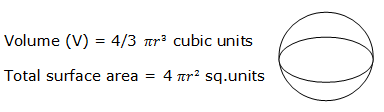 Volume (V) = 4/3 πr³ cubic units
Total surface area = 4 πr² sq.units